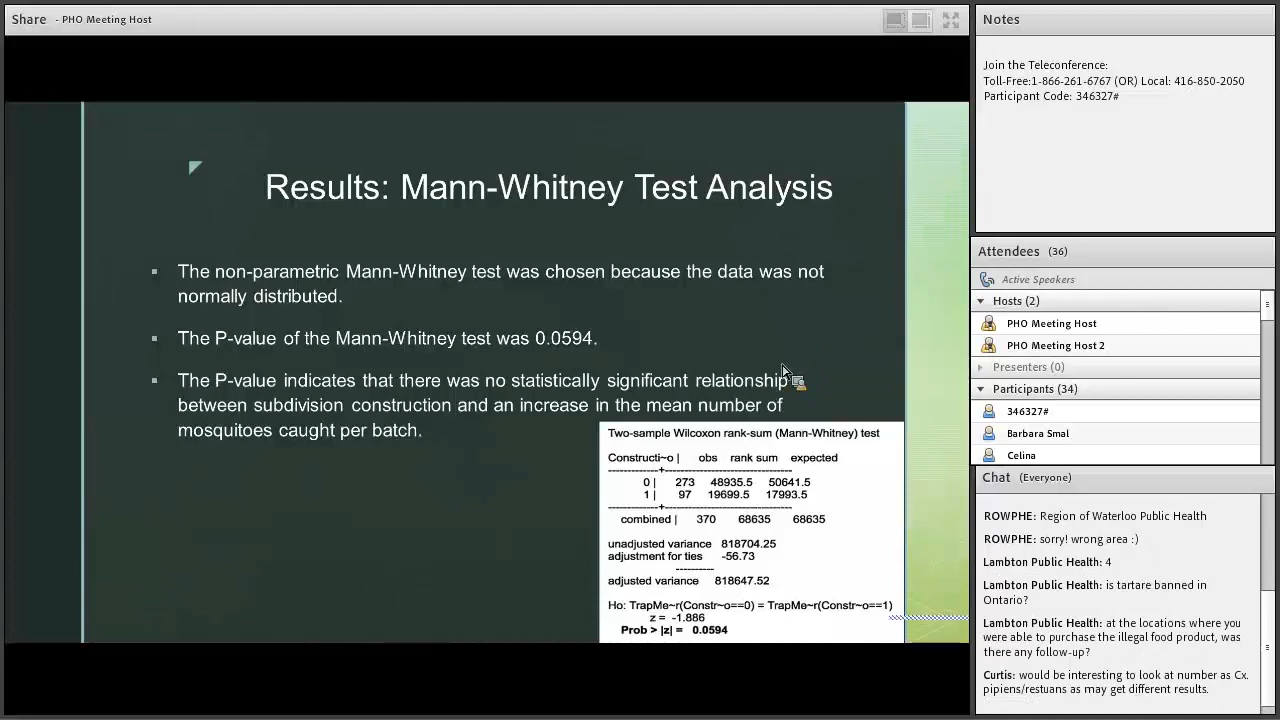 Share - PHO Meeting Host
Results: Mann-Whitney Test Analysis
▪ The non-parametric Mann-Whitney test was chosen because the data was not
normally distributed.
▪ The P-value of the Mann-Whitney test was 0.0594.
▪ The P-value indicates that there was no statistically significant relationship
between subdivision construction and an increase in the mean number of
mosquitoes caught per batch.
Two-sample Wilcoxon rank-sum (Mann-Whitney) test
Constructi~o | obs rank sum expected
-------------+---------------------------------
0 | 273 48935.5 50641.5
1 | 97 19699.5 17993.5
-------------+---------------------------------
combined | 370 68635 68635
unadjusted variance 818704.25
adjustment for ties -56.73
----------
adjusted variance 818647.52
Ho: TrapMe~r(Constr~o==0) = TrapMe~r(Constr~o==1)
z = -1.886
Prob > |z| = 0.0594
Notes
Join the Teleconference:
Toll-Free:1-866-261-6767 (OR) Local: 416-850-2050
Participant Code: 346327#
Attendees (36)
Active Speakers
Hosts (2)
PHO Meeting Host
PHO Meeting Host 2
Presenters (0)
Participants (34)
346327#
Barbara Smal
Celina
Chat (Everyone)
ROWPHE: Region of Waterloo Public Health
ROWPHE: sorry! wrong area :)
Lambton Public Health: 4
Lambton Public Health: is tartare banned in
Ontario?
Lambton Public Health: at the locations where you
were able to purchase the illegal food product, was
there any follow-up?
Curtis: would be interesting to look at number as Cx.
pipiens/restuans as may get different results.